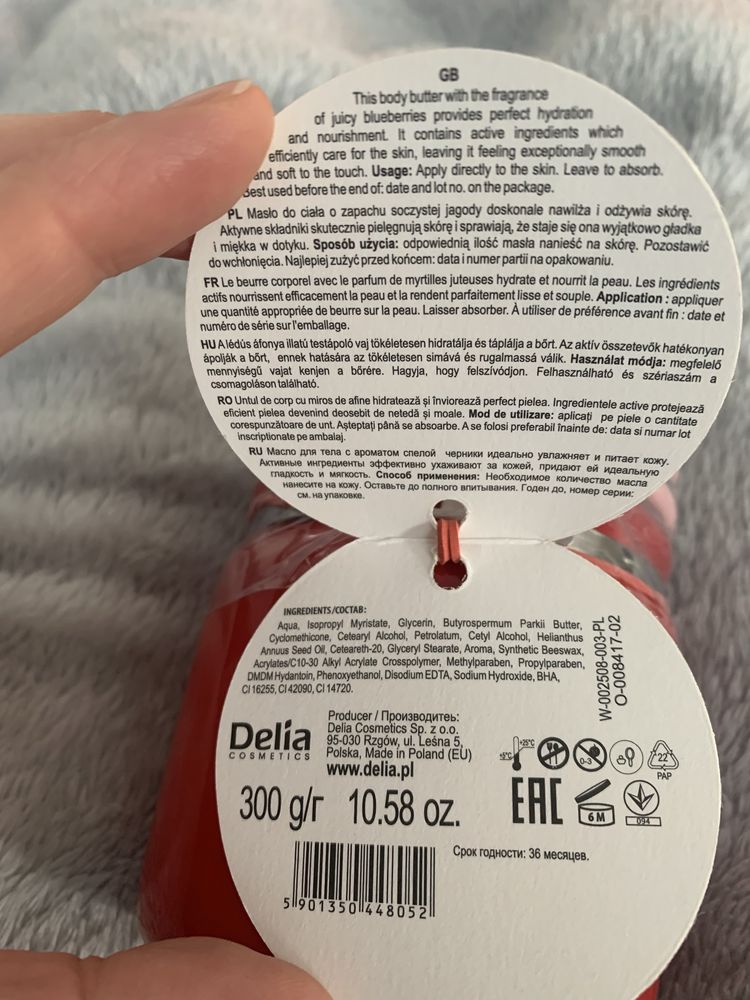 GB
This body butter with the fragrance
of juicy blueberries provides perfect hydration
and nourishment. It contains active ingredients which
efficiently care for the skin, leaving it feeling exceptionally smooth
and soft to the touch. Usage: Apply directly to the skin. Leave to absorb.
Best used before the end of: date and lot no. on the package.
PL Masło do ciała o zapachu soczystej jagody doskonale nawilża i odżywia skórę.
Aktywne składniki skutecznie pielęgnują skórę i sprawiają, że staje się ona wyjątkowo gładka
i miękka w dotyku. Sposób użycia: odpowiednią ilość masła nanieść na skórę. Pozostawić
do wchłonięcia. Najlepiej zużyć przed końcem: data i numer partii na opakowaniu.
FR Le beurre corporel avec le parfum de myrtilles juteuses hydrate et nourrit la peau. Les ingrédients
actifs nourrissent efficacement la peau et la rendent parfaitement lisse et souple. Application : appliquer
une quantité appropriée de beurre sur la peau. Laisser absorber. À utiliser de préférence avant fin : date et
numéro de série sur l'emballage.
HU A lédús áfonya illatú testápoló vaj tökéletesen hidratálja és táplálja a bőrt. Az aktív összetevők hatékonyan
ápolják a bőrt, ennek hatására az tökéletesen simává és rugalmassá válik. Használat módja: megfelelő
mennyiségű vajat kenjen a bőrére. Hagyja, hogy felszívódjon. Felhasználható és szériaszám a
csomagoláson található.
RO Untul de corp cu miros de afine hidratează și înviorează perfect pielea. Ingredientele active protejează
eficient pielea devenind deosebit de netedă și moale. Mod de utilizare: aplicați pe piele o cantitate
corespunzătoare de unt. Așteptați până se absoarbe. A se folosi preferabil înainte de: data si numar lot
inscriptionate pe ambalaj.
RU Масло для тела с ароматом спелой черники идеально увлажняет и питает кожу.
Активные ингредиенты эффективно ухаживают за кожей, придают ей идеальную
гладкость и мягкость. Способ применения: Необходимое количество масла
нанесите на кожу. Оставьте до полного впитывания. Годен до, номер серии:
см. на упаковке.
INGREDIENTS/СОСТАВ:
Aqua, Isopropyl Myristate, Glycerin, Butyrospermum Parkii Butter,
Cyclomethicone, Cetearyl Alcohol, Petrolatum, Cetyl Alcohol, Helianthus
Annuus Seed Oil, Ceteareth-20, Glyceryl Stearate, Aroma, Synthetic Beeswax,
Acrylates/C10-30 Alkyl Acrylate Crosspolymer, Methylparaben, Propylparaben,
DMDM Hydantoin, Phenoxyethanol, Disodium EDTA, Sodium Hydroxide, BHA,
CI 16255, CI 42090, CI 14720.
W-002508-003-PL
O-008417-02
Delia
COSMETICS
Producer / Производитеь:
Delia Cosmetics Sp. z o.o.
95-030 Rzgów, ul. Leśna 5,
Polska, Made in Poland (EU)
www.delia.pl
+5°C +25°C 0-3 22 PAP
300 g/г 10.58 oz.
EAC 6 M 094
Срок годности: 36 месяцев.
5 901350 448052